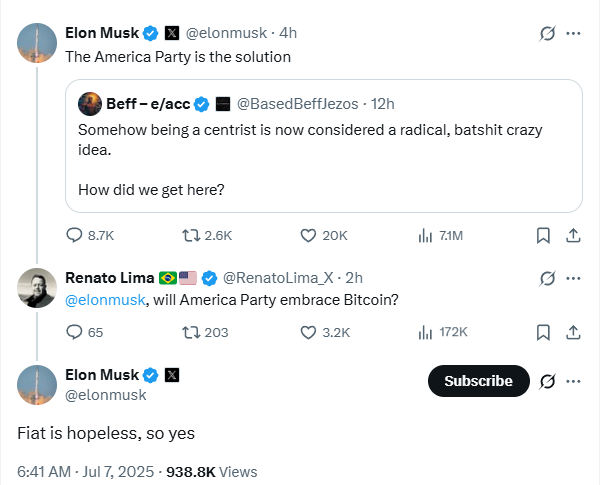 Elon Musk @elonmusk · 4h
The America Party is the solution
Beff – e/acc @BasedBeffJezos · 12h
Somehow being a centrist is now considered a radical, batshit crazy
idea.
How did we get here?
8.7K 2.6K 20K 7.1M
Renato Lima 🇧🇷🇺🇸 @RenatoLima_X · 2h
@elonmusk, will America Party embrace Bitcoin?
65 203 3.2K 172K
Elon Musk
@elonmusk
Subscribe
Fiat is hopeless, so yes
6:41 AM · Jul 7, 2025 · 938.8K Views